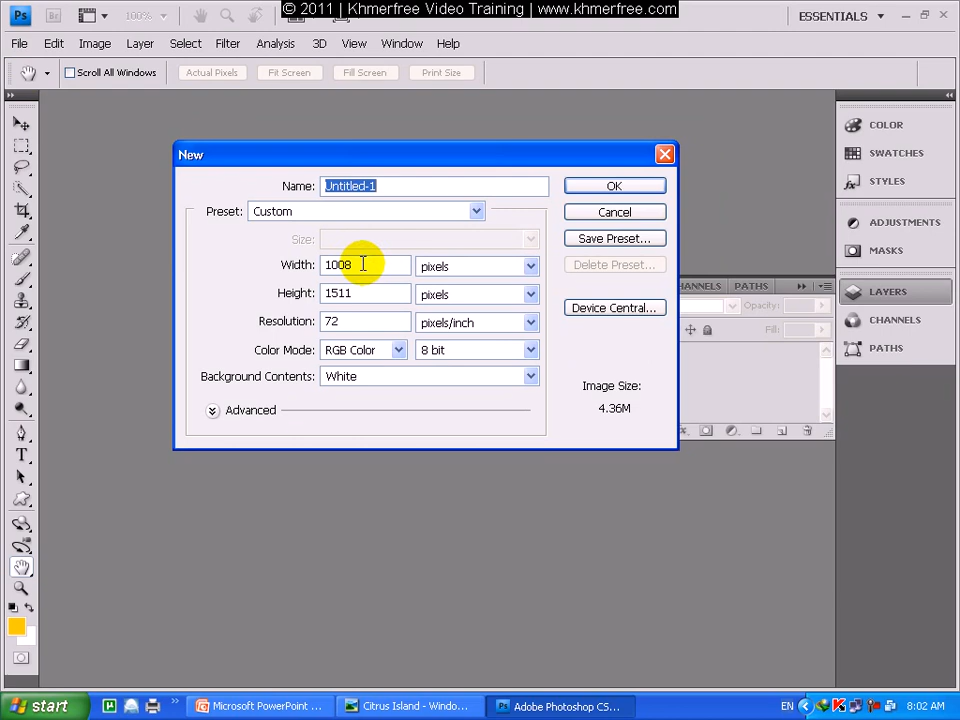 © 2011 | Khmerfree Video Training | www.khmerfree.com
Ps Br 100% ESSENTIALS
File Edit Image Layer Select Filter Analysis 3D View Window Help
Scroll All Windows Actual Pixels Fit Screen Fill Screen Print Size
New
Name: Untitled-1 OK
Preset: Custom Cancel
Size: Save Preset...
Width: 1008 pixels Delete Preset...
Height: 1511 pixels
Resolution: 72 pixels/inch Device Central...
Color Mode: RGB Color 8 bit
Background Contents: White
Image Size:
4.36M
Advanced
COLOR
SWATCHES
STYLES
ADJUSTMENTS
MASKS
PATHS
Opacity:
Fill:
LAYERS
CHANNELS
PATHS
start Microsoft PowerPoint ... Citrus Island - Windo... Adobe Photoshop CS... EN 8:02 AM